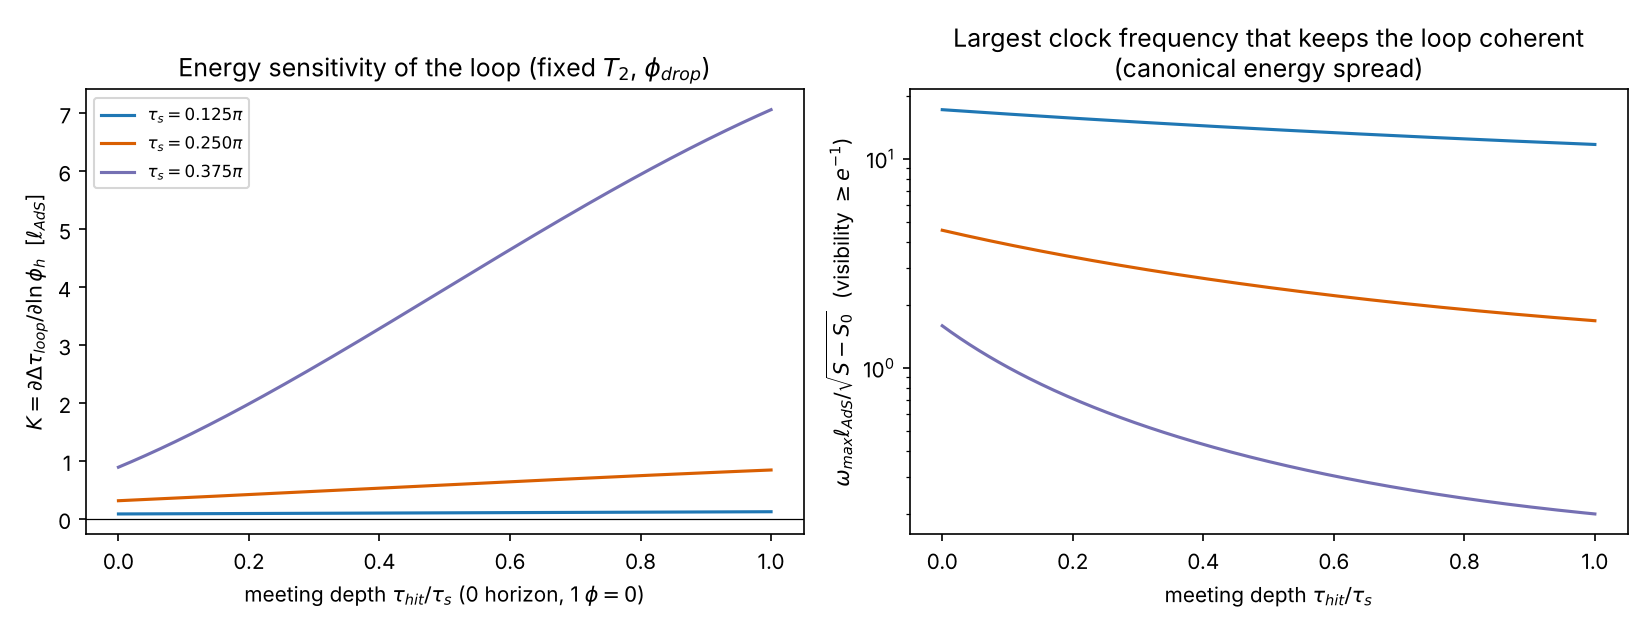 Energy sensitivity of the loop (fixed T₂, ϕ_drop)
7
6
5
4
3
2
1
0
K = ∂Δτ_loop/∂ln ϕ_h [ℓ_AdS]
τ_s = 0.125π
τ_s = 0.250π
τ_s = 0.375π
0.0 0.2 0.4 0.6 0.8 1.0
meeting depth τ_hit/τ_s (0 horizon, 1 ϕ = 0)
Largest clock frequency that keeps the loop coherent
(canonical energy spread)
10¹
10⁰
ω_max ℓ_AdS/√S − S₀ (visibility ≥ e⁻¹)
0.0 0.2 0.4 0.6 0.8 1.0
meeting depth τ_hit/τ_s